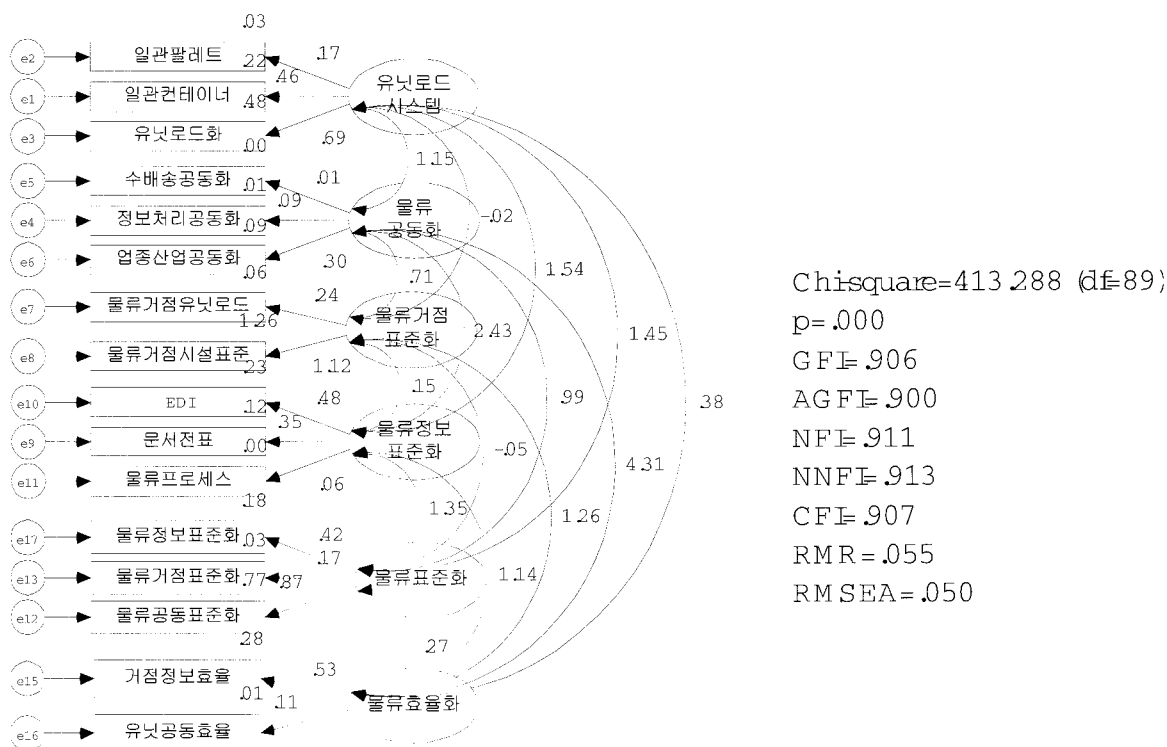 .03
e2 일관팔레트 .22 .17
.46
e1 일관컨테이너 .48
유닛로드
시스템
e3 유닛로드화 .00 .69
1.15
e5 수배송공동화 .01 .01
.09
e4 정보처리공동화 .09
물류
공동화
-.02
e6 업종산업공동화 .06 .30
.71
1.54
e7 물류거점유닛로드 1.26 .24
물류거점
표준화
2.43
1.45
e8 물류거점시설표준 .23 1.12
.15
.99
.38
e10 EDI .12 .48
.35
e9 문서전표 .00
물류정보
표준화
-.05
4.31
e11 물류프로세스 .18 .06
1.35
1.26
e17 물류정보표준화 .03 .42
.17
e13 물류거점표준화 .77 .87
물류표준화
1.14
e12 물류공동표준화
.28
.27
e15 거점정보효율 .01 .53
.11
물류효율화
e16 유닛공동효율
Chi-square=413.288 (df=89)
p=.000
GFI=.906
AGFI=.900
NFI=.911
NNFI=.913
CFI=.907
RMR=.055
RMSEA=.050